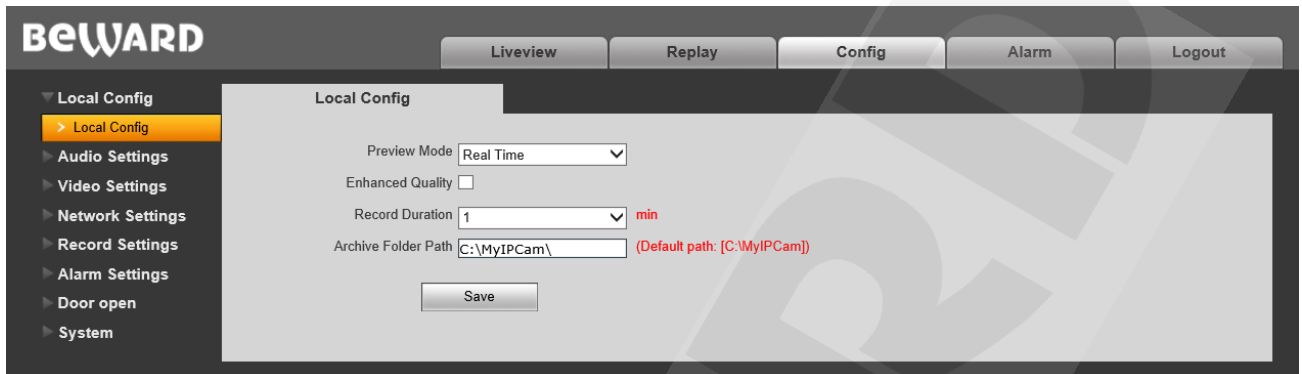 BEWARD
Liveview Replay Config Alarm Logout
Local Config
> Local Config
Audio Settings
Video Settings
Network Settings
Record Settings
Alarm Settings
Door open
System
Local Config
Preview Mode Real Time
Enhanced Quality
Record Duration 1 min
Archive Folder Path C:\MyIPCam\ (Default path: [C:\MyIPCam])
Save